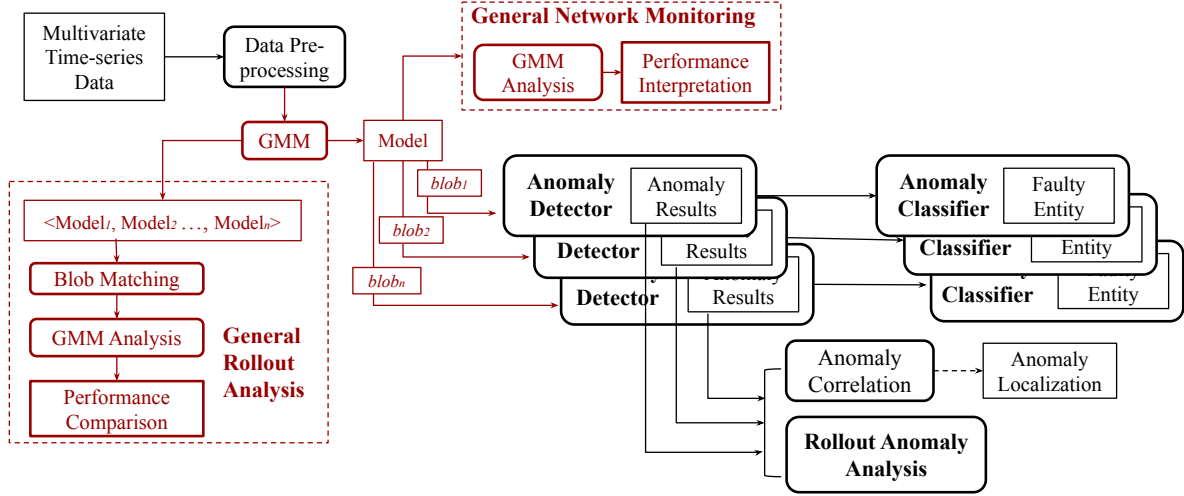 Multivariate
Time-series
Data
Data Pre-
processing
General Network Monitoring
GMM
Analysis
Performance
Interpretation
GMM
Model
blob1
blob2
blobn
<Model1, Model2 …, Modeln>
Blob Matching
GMM Analysis
Performance
Comparison
General
Rollout
Analysis
Anomaly
Detector
Anomaly
Results
Detector
Results
Detector
Results
Anomaly
Classifier
Faulty
Entity
Classifier
Entity
Classifier
Entity
Anomaly
Correlation
Anomaly
Localization
Rollout Anomaly
Analysis